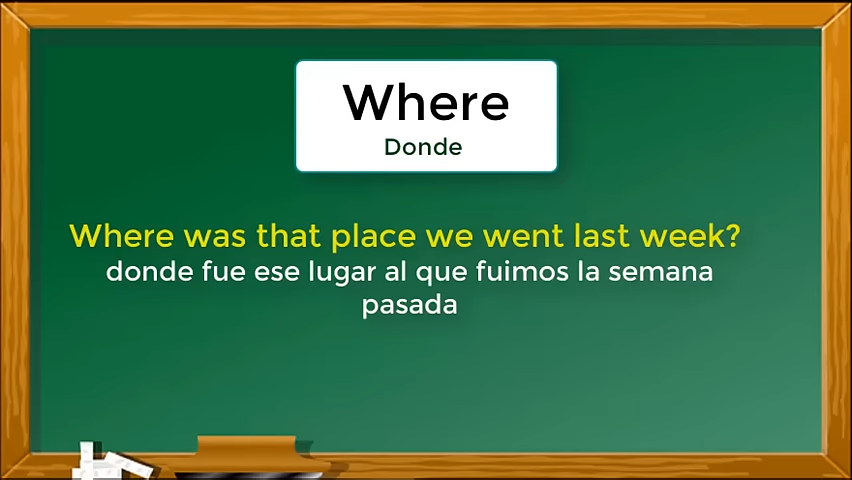 Where
Donde
Where was that place we went last week?
donde fue ese lugar al que fuimos la semana
pasada